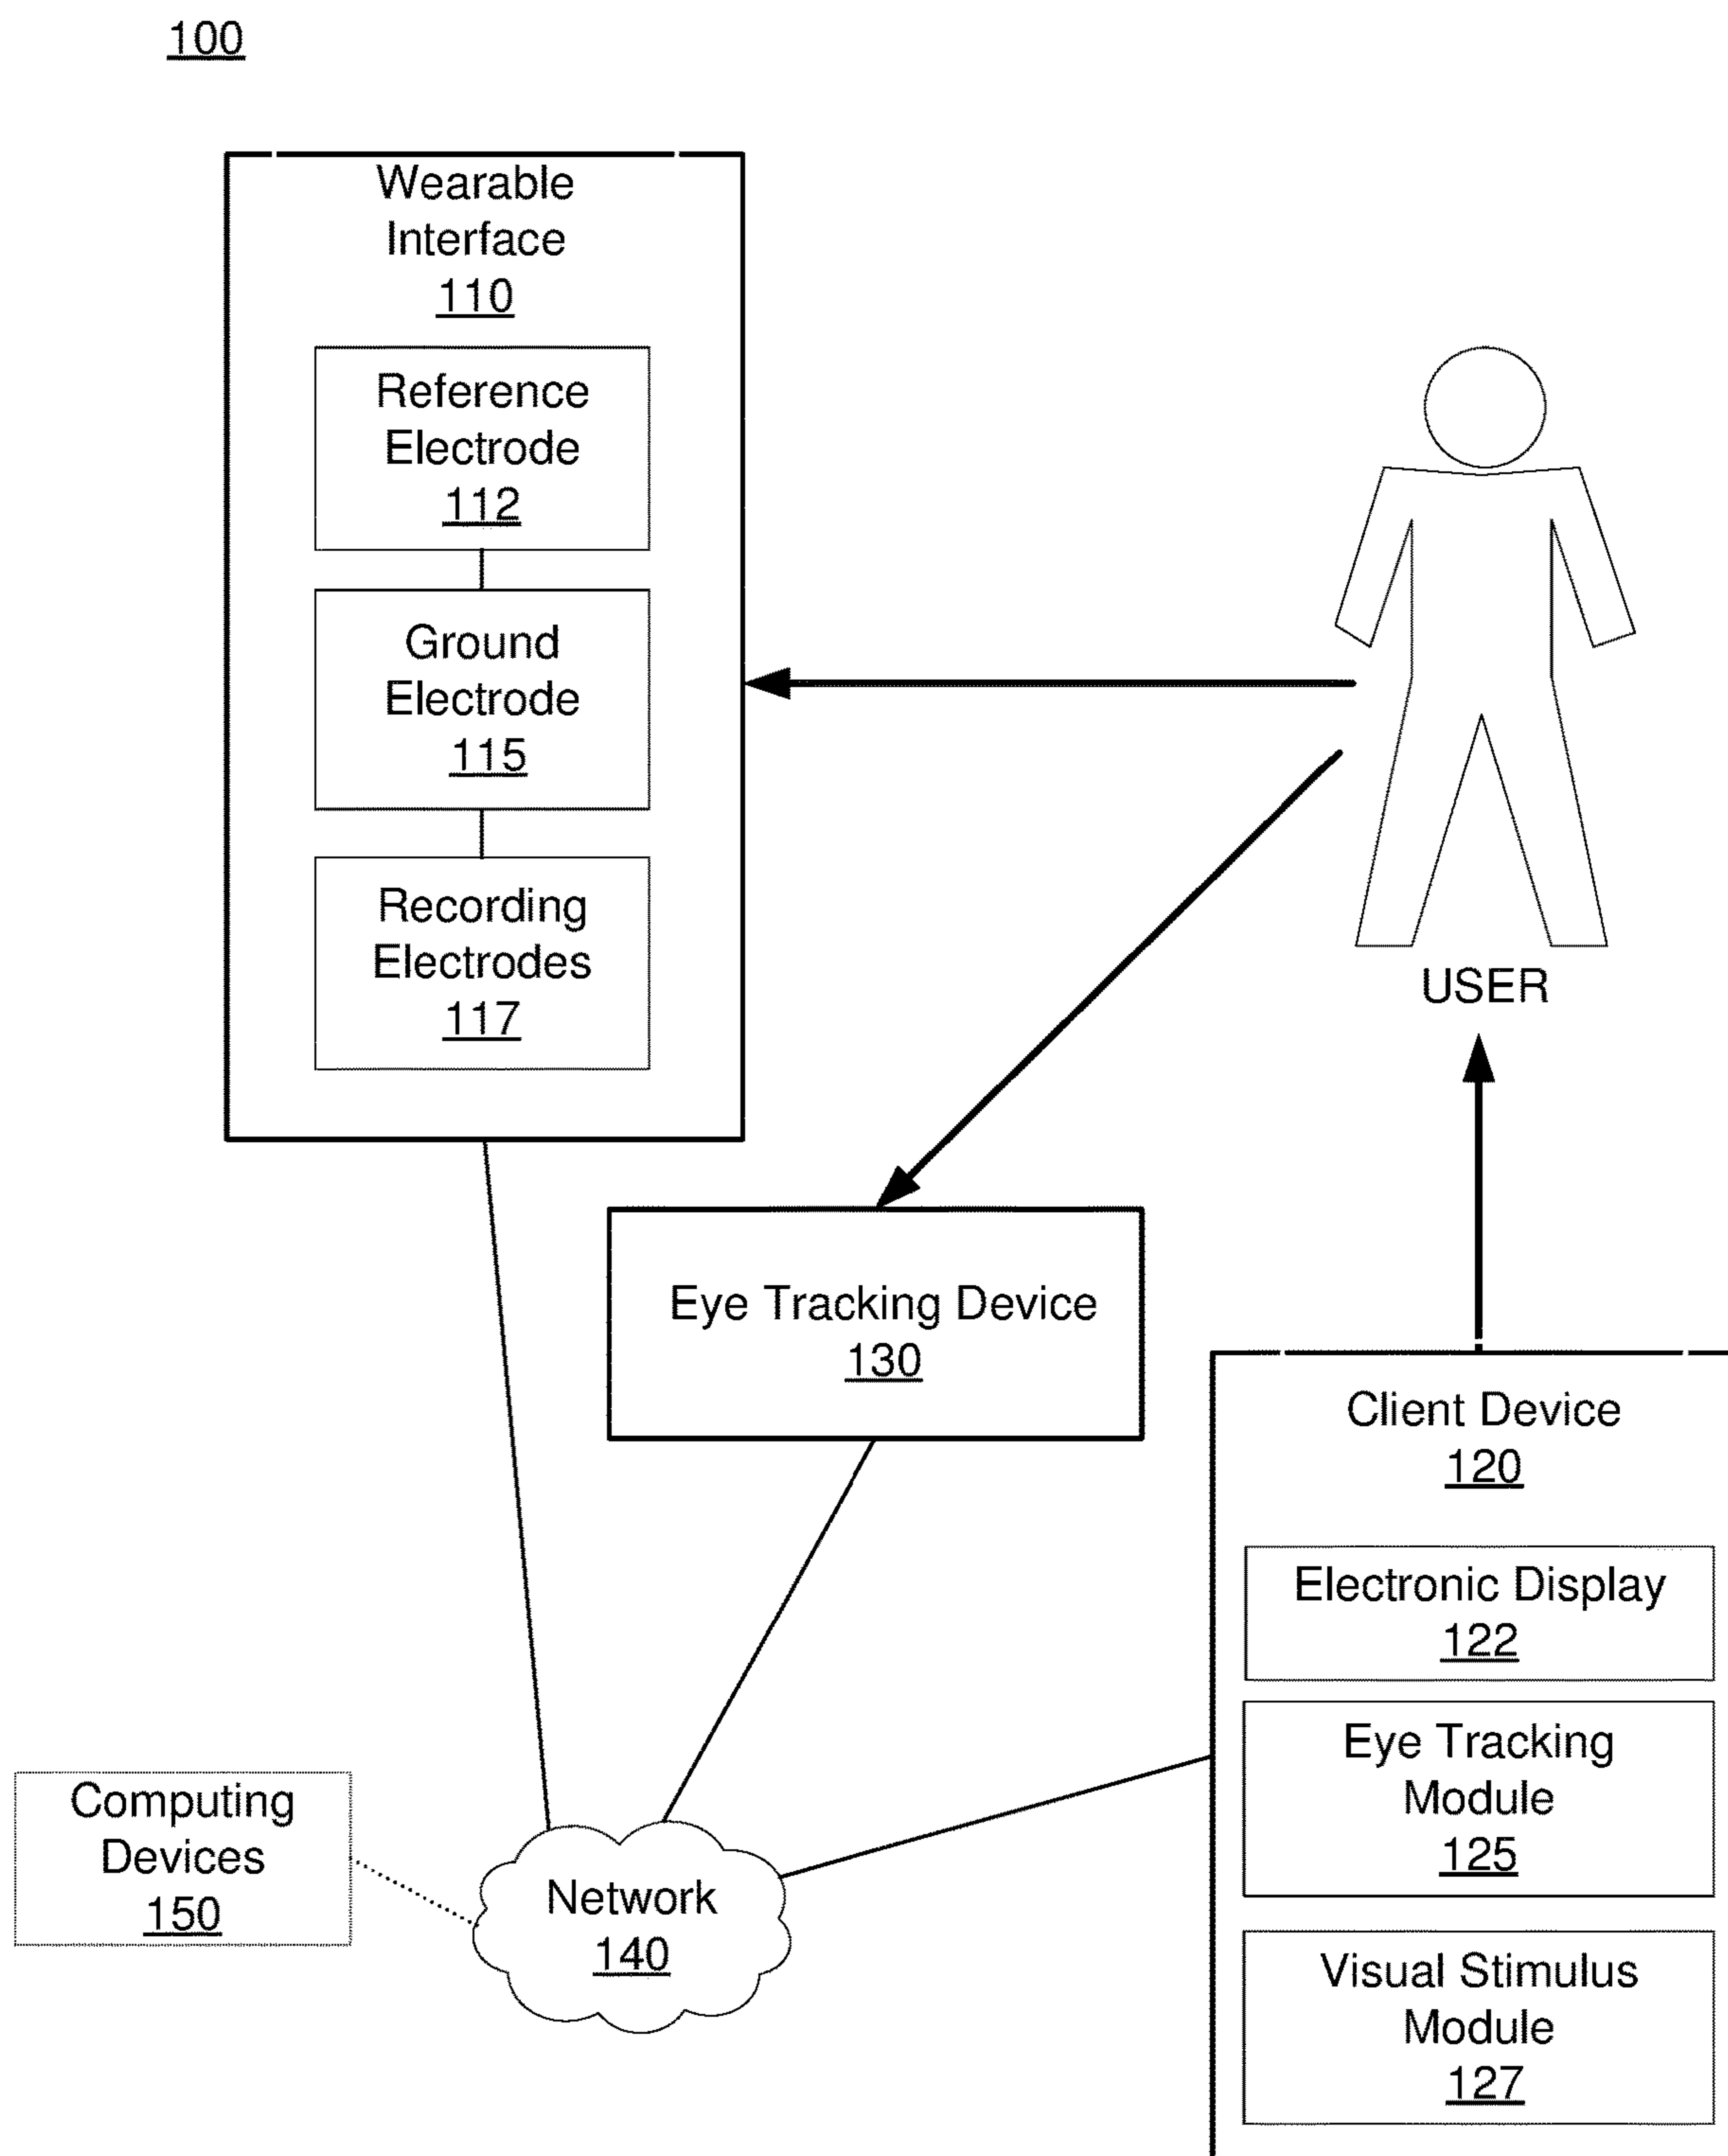 100
Wearable
Interface
110
Reference
Electrode
112
Ground
Electrode
115
Recording
Electrodes
117
USER
Eye Tracking Device
130
Client Device
120
Electronic Display
122
Eye Tracking
Module
125
Visual Stimulus
Module
127
Computing
Devices
150
Network
140